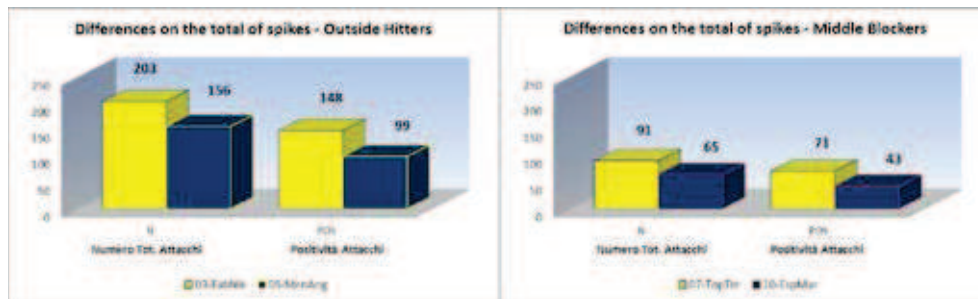 Differences on the total of spikes - Outside Hitters
203
156
148
99
250
200
150
100
50
0
N
POS
Numero Tot. Attacchi
Positività Attacchi
Differences on the total of spikes - Middle Blockers
91
65
71
43
250
200
150
100
50
0
N
POS
Numero Tot. Attacchi
Positività Attacchi